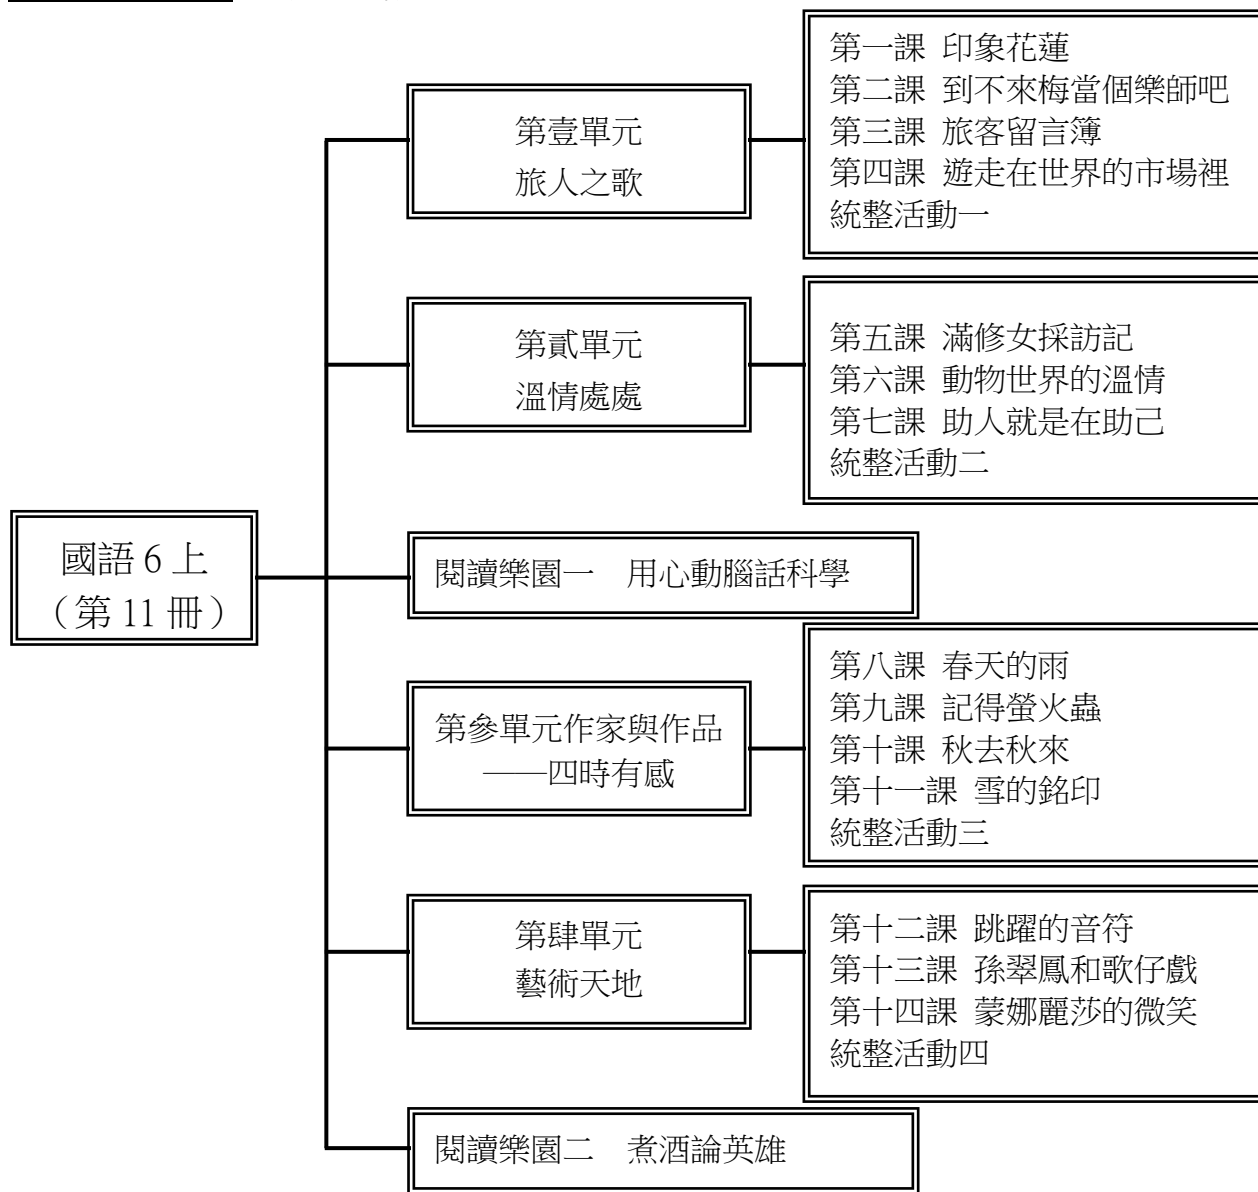 國語 6 上
（第 11 冊）
第壹單元
旅人之歌
第一課 印象花蓮
第二課 到不來梅當個樂師吧
第三課 旅客留言簿
第四課 遊走在世界的市場裡
統整活動一
第貳單元
溫情處處
第五課 滿修女採訪記
第六課 動物世界的溫情
第七課 助人就是在助己
統整活動二
閱讀樂園一 用心動腦話科學
第參單元作家與作品
——四時有感
第八課 春天的雨
第九課 記得螢火蟲
第十課 秋去秋來
第十一課 雪的銘印
統整活動三
第肆單元
藝術天地
第十二課 跳躍的音符
第十三課 孫翠鳳和歌仔戲
第十四課 蒙娜麗莎的微笑
統整活動四
閱讀樂園二 煮酒論英雄